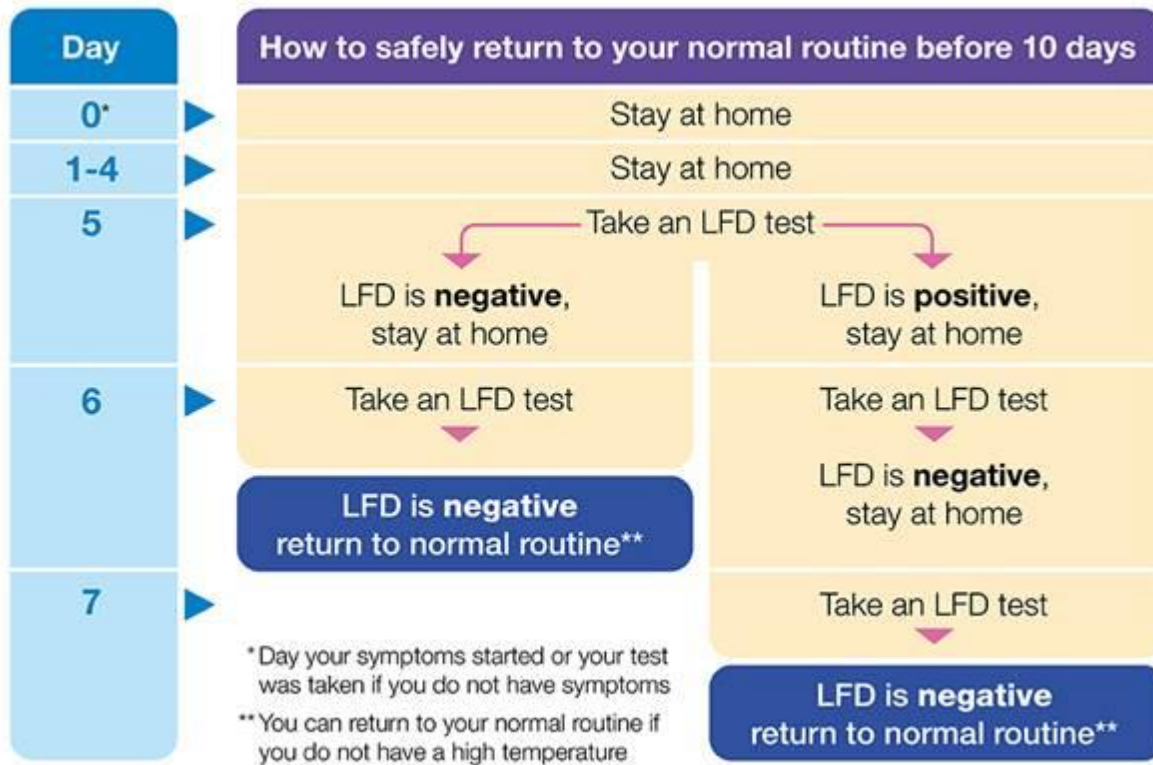 Day
How to safely return to your normal routine before 10 days
0*
Stay at home
1-4
Stay at home
5
Take an LFD test
LFD is negative,
stay at home
LFD is positive,
stay at home
6
Take an LFD test
LFD is negative
return to normal routine**
Take an LFD test
LFD is negative,
stay at home
7
Take an LFD test
LFD is negative
return to normal routine**
*Day your symptoms started or your test
was taken if you do not have symptoms
**You can return to your normal routine if
you do not have a high temperature